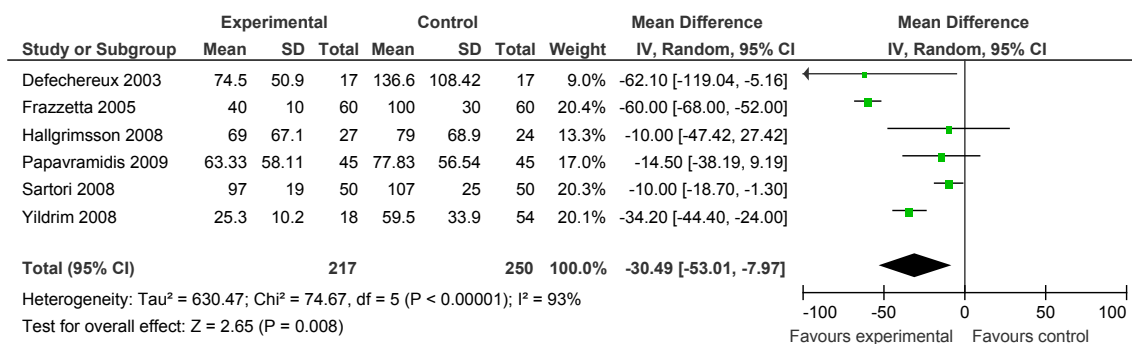 Experimental Control Mean Difference Mean Difference
Study or Subgroup Mean SD Total Mean SD Total Weight IV, Random, 95% CI IV, Random, 95% CI
Defechereux 2003 74.5 50.9 17 136.6 108.42 17 9.0% -62.10 [-119.04, -5.16]
Frazzetta 2005 40 10 60 100 30 60 20.4% -60.00 [-68.00, -52.00]
Hallgrimsson 2008 69 67.1 27 79 68.9 24 13.3% -10.00 [-47.42, 27.42]
Papavramidis 2009 63.33 58.11 45 77.83 56.54 45 17.0% -14.50 [-38.19, 9.19]
Sartori 2008 97 19 50 107 25 50 20.3% -10.00 [-18.70, -1.30]
Yildrim 2008 25.3 10.2 18 59.5 33.9 54 20.1% -34.20 [-44.40, -24.00]
Total (95% CI) 217 250 100.0% -30.49 [-53.01, -7.97]
Heterogeneity: Tau² = 630.47; Chi² = 74.67, df = 5 (P < 0.00001); I² = 93%
Test for overall effect: Z = 2.65 (P = 0.008)
-100 -50 0 50 100
Favours experimental Favours control